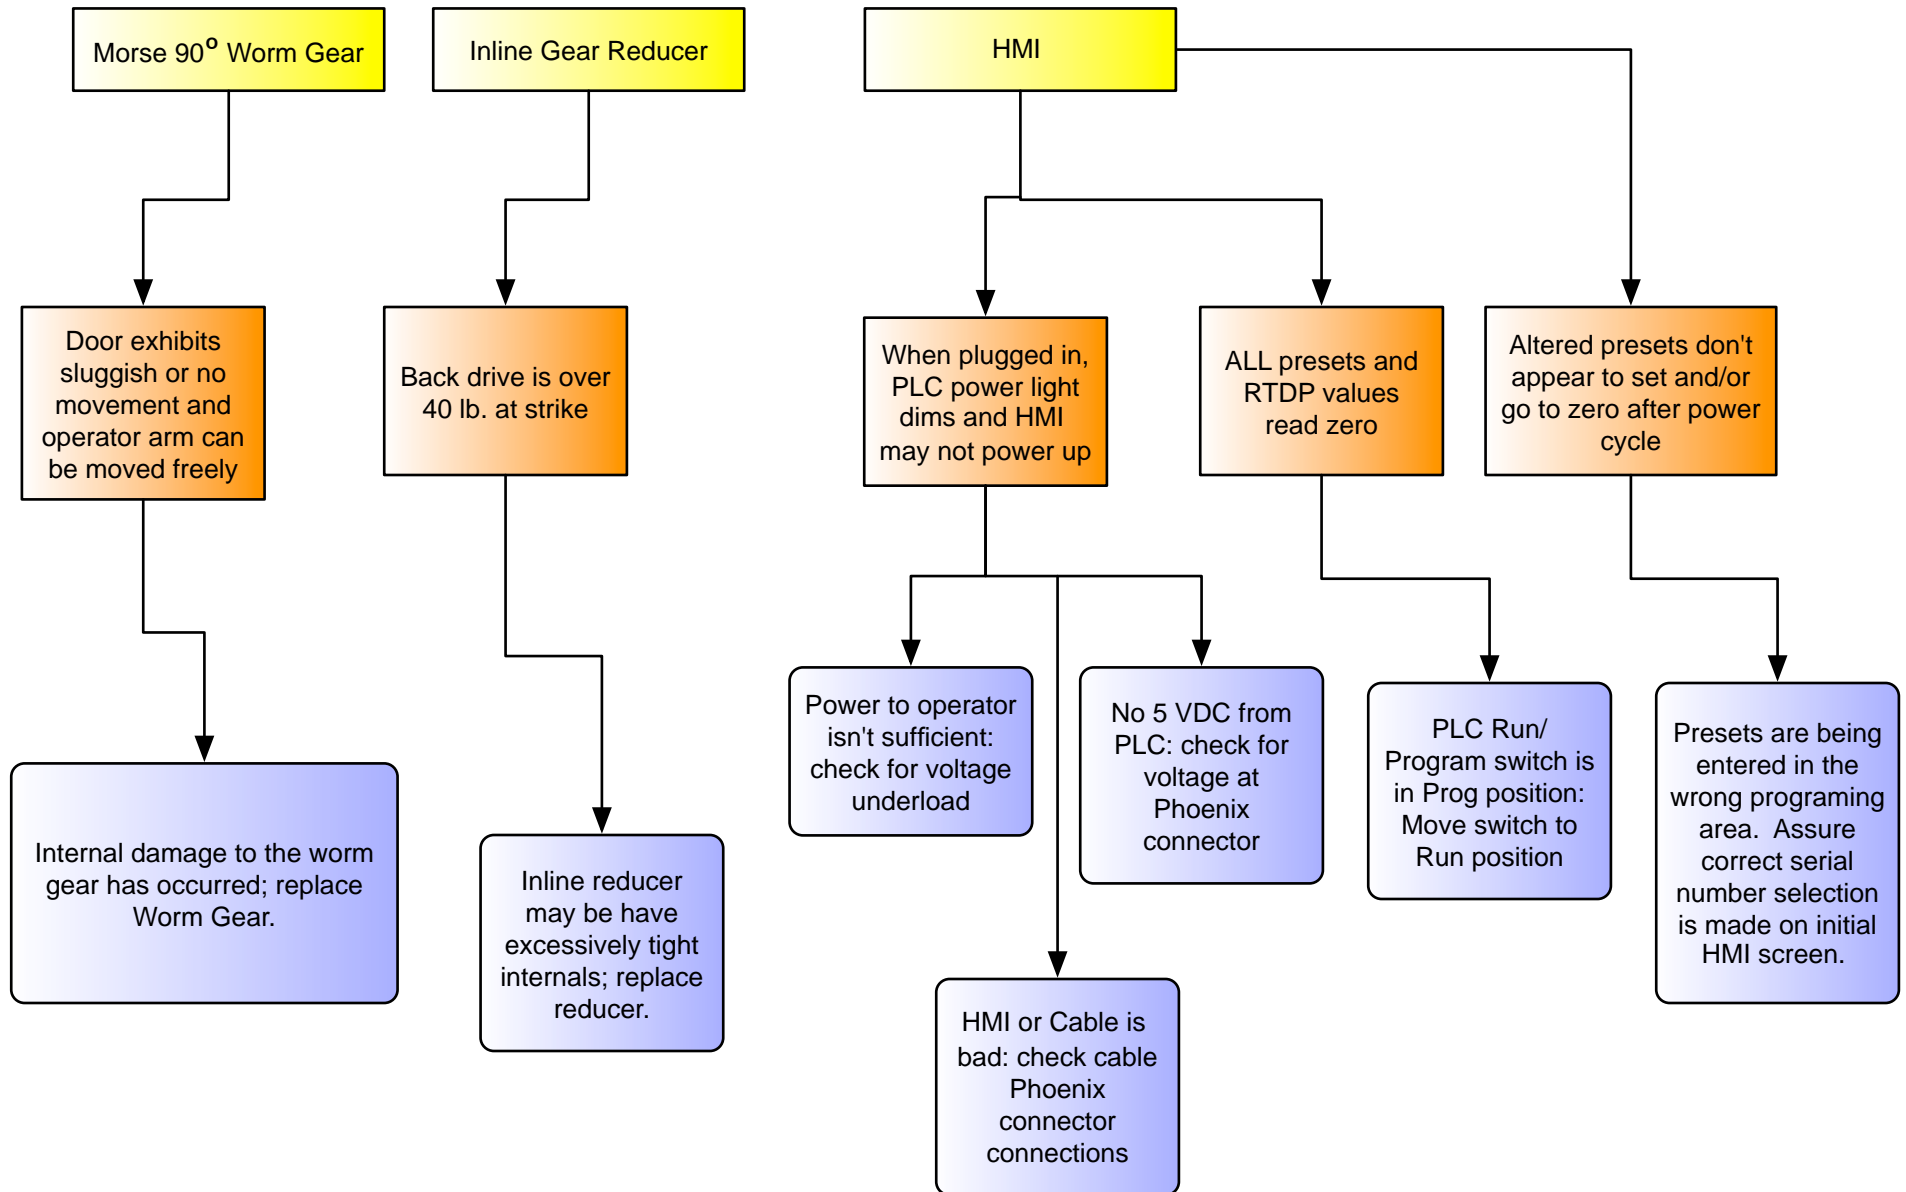 Morse 90o Worm Gear
Inline Gear Reducer
HMI
Door exhibits
sluggish or no
movement and
operator arm can
be moved freely
Back drive is over
40 lb. at strike
When plugged in,
PLC power light
dims and HMI
may not power up
ALL presets and
RTDP values
read zero
Altered presets don't
appear to set and/or
go to zero after power
cycle
Internal damage to the worm
gear has occurred; replace
Worm Gear.
Inline reducer
may be have
excessively tight
internals; replace
reducer.
Power to operator
isn't sufficient:
check for voltage
underload
HMI or Cable is
bad: check cable
Phoenix
connector
connections
No 5 VDC from
PLC: check for
voltage at
Phoenix
connector
PLC Run/
Program switch is
in Prog position:
Move switch to
Run position
Presets are being
entered in the
wrong programing
area.  Assure
correct serial
number selection
is made on initial
HMI screen.